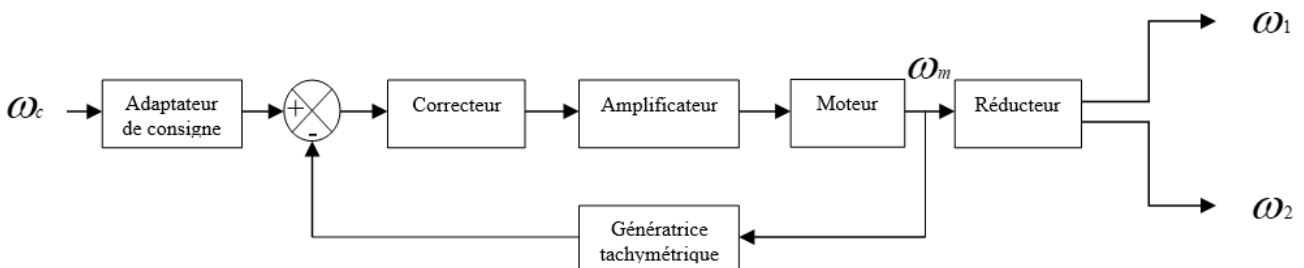 ω1
ωm
ωc
Adaptateur
de consigne
+
-
Correcteur
Amplificateur
Moteur
Réducteur
ω2
Génératrice
tachymétrique